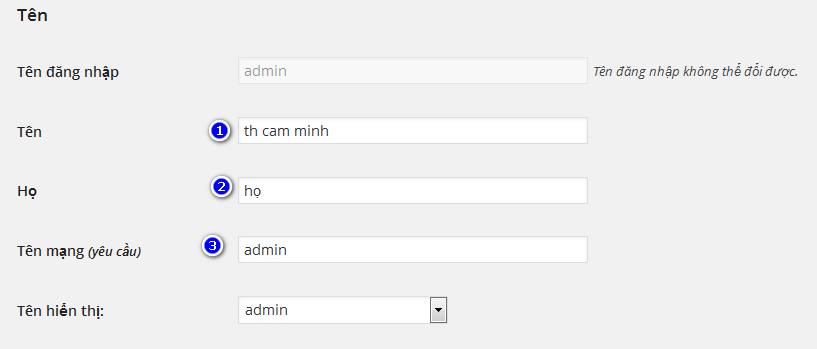 Tên
Tên đăng nhập admin Tên đăng nhập không thể đổi được.
Tên 1 th cam minh
Họ 2 họ
Tên mạng (yêu cầu) 3 admin
Tên hiển thị: admin